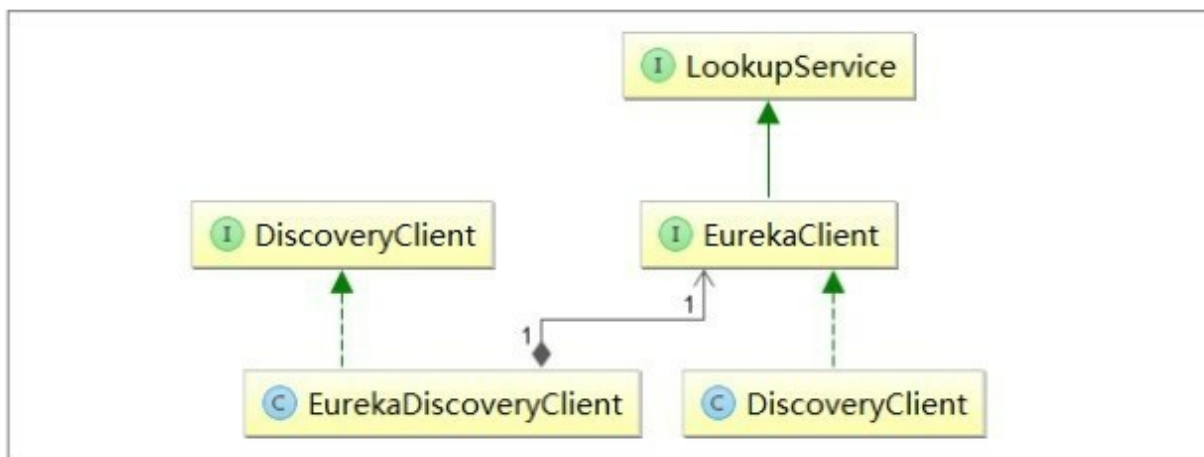 I LookupService
I DiscoveryClient
I EurekaClient
1
1
C EurekaDiscoveryClient
C DiscoveryClient